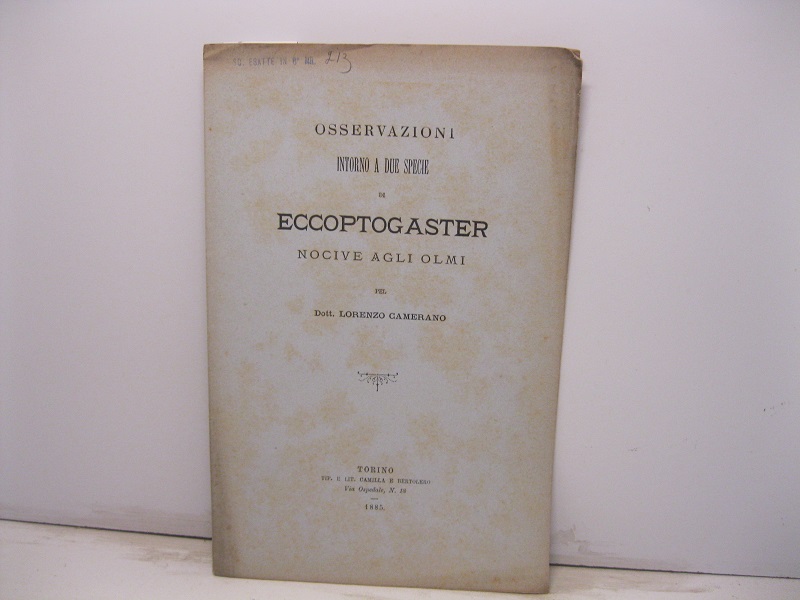 213
OSSERVAZIONI
INTORNO A DUE SPECIE
DI
ECCOPTOGASTER
NOCIVE AGLI OLMI
PEL
Dott. LORENZO CAMERANO
TORINO
TIP. E LIT. CAMILLA E BERTOLERO
Via Ospedale, N. 18
1885.